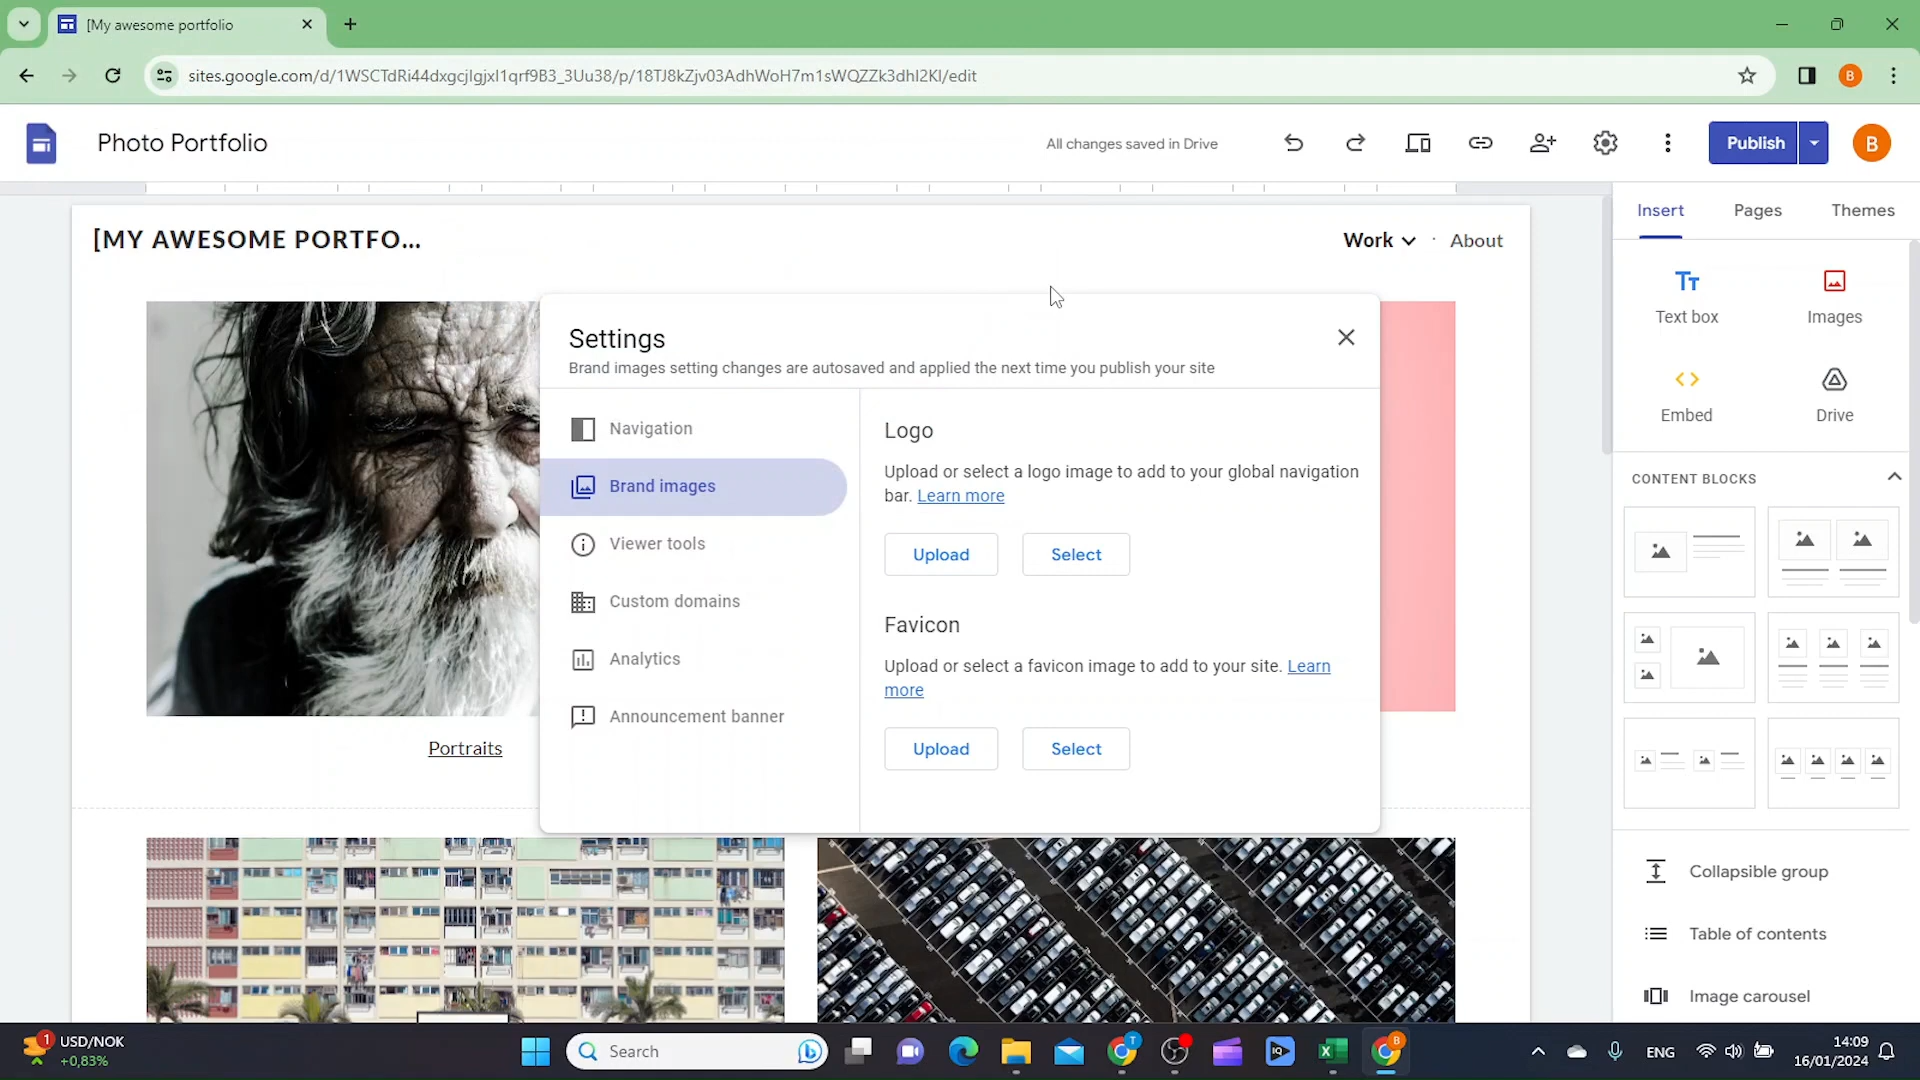 [My awesome portfolio
sites.google.com/d/1WSCTdRi44dxgcjlgjxI1qrf9B3_3Uu38/p/18TJ8kZjv03AdhWoH7m1sWQZZk3dhI2KI/edit
B
Photo Portfolio
All changes saved in Drive
Publish
B
[MY AWESOME PORTFO...
Work
About
Insert
Pages
Themes
Text box
Images
Embed
Drive
CONTENT BLOCKS
Collapsible group
Table of contents
Image carousel
Settings
Brand images setting changes are autosaved and applied the next time you publish your site
Navigation
Brand images
Viewer tools
Custom domains
Analytics
Announcement banner
Logo
Upload or select a logo image to add to your global navigation
bar. Learn more
Upload
Select
Favicon
Upload or select a favicon image to add to your site. Learn
more
Upload
Select
Portraits
1
USD/NOK
+0,83%
Search
T
IQ
B
ENG
14:09
16/01/2024